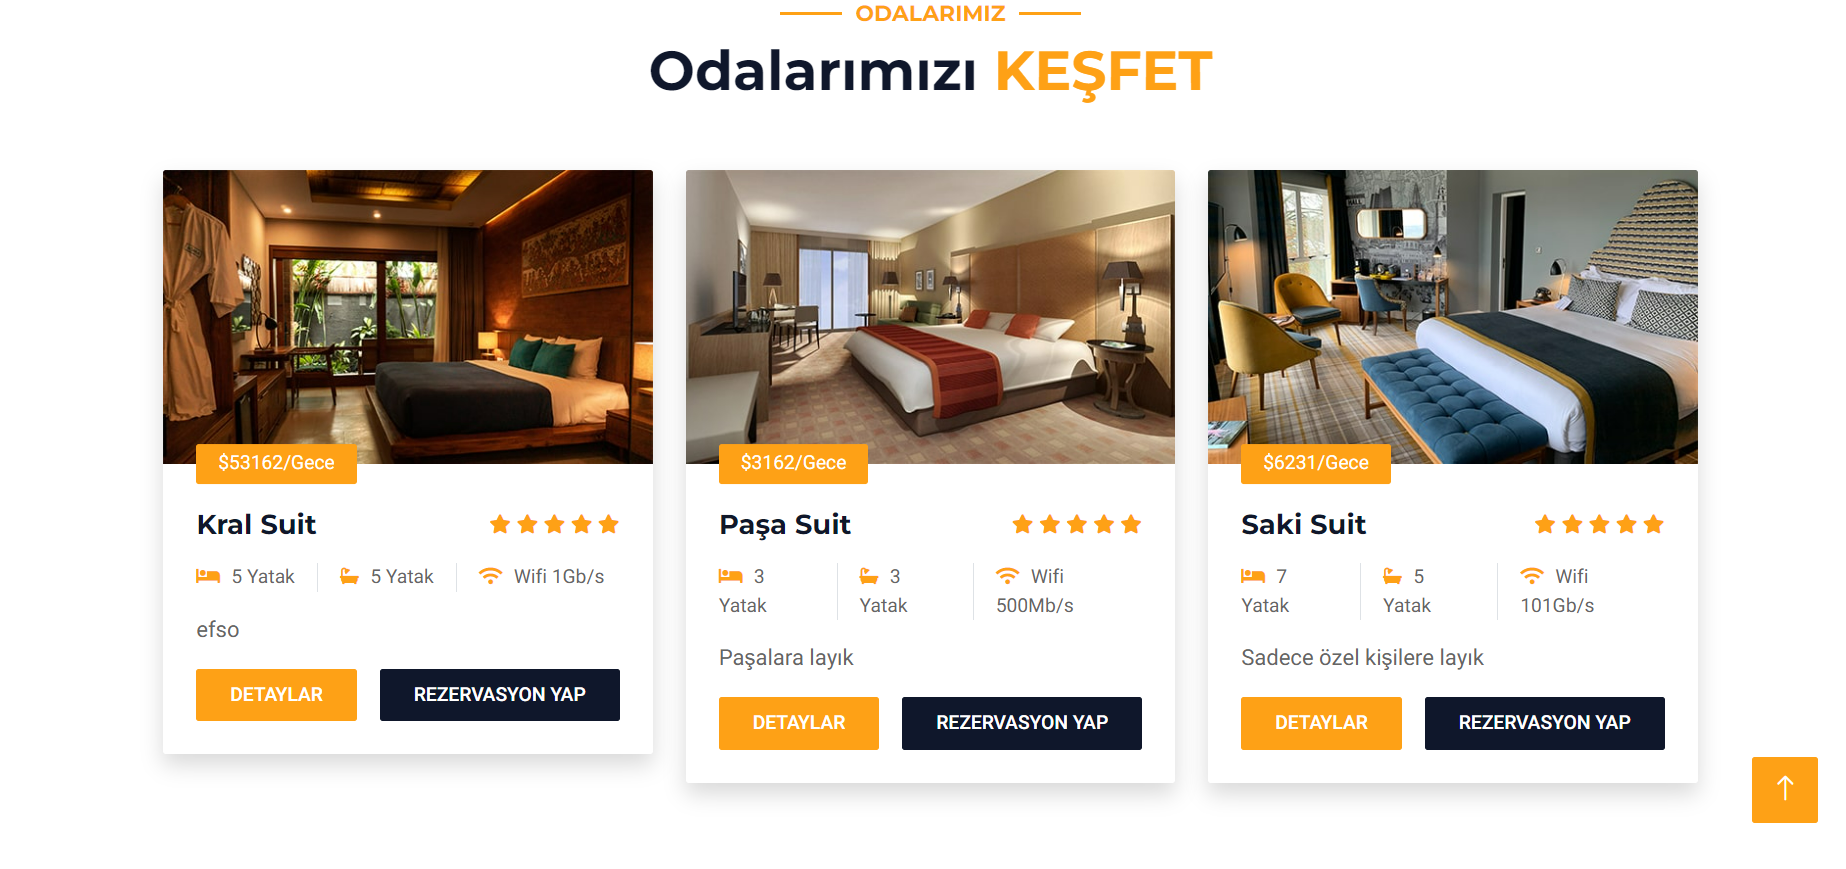 ODALARIMIZ
Odalarımızı KEŞFET
$53162/Gece
Kral Suit
5 Yatak
5 Yatak
Wifi 1Gb/s
efso
DETAYLAR
REZERVASYON YAP
$3162/Gece
Paşa Suit
3
Yatak
3
Yatak
Wifi
500Mb/s
Paşalara layık
DETAYLAR
REZERVASYON YAP
$6231/Gece
Saki Suit
7
Yatak
5
Yatak
Wifi
101Gb/s
Sadece özel kişilere layık
DETAYLAR
REZERVASYON YAP